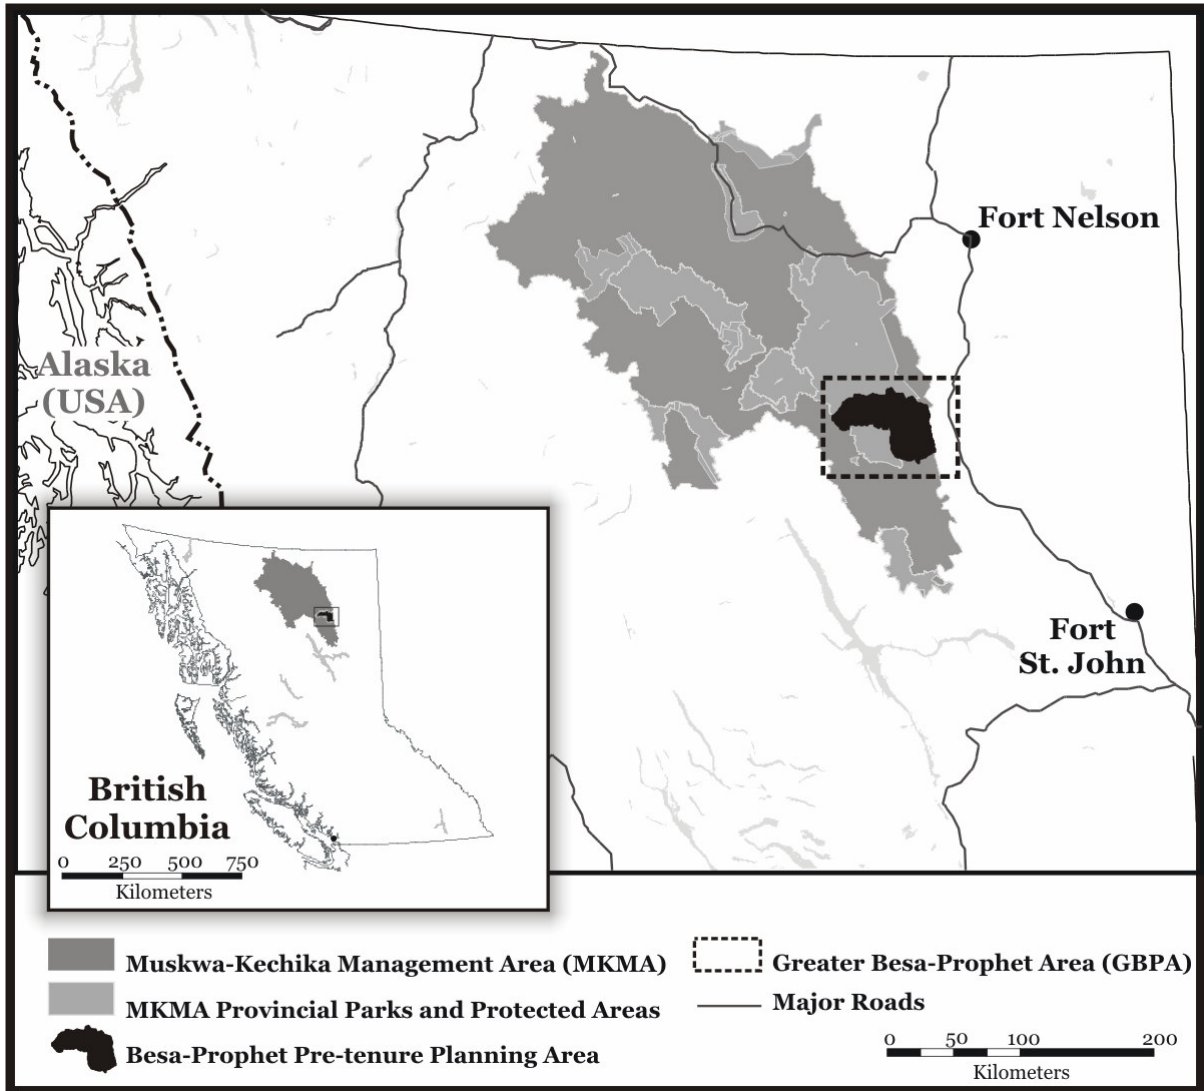 Fort Nelson
Alaska
(USA)
Fort
St. John
British
Columbia
0 250 500 750
Kilometers
Muskwa-Kechika Management Area (MKMA)
MKMA Provincial Parks and Protected Areas
Besa-Prophet Pre-tenure Planning Area
Greater Besa-Prophet Area (GBPA)
Major Roads
0 50 100 200
Kilometers